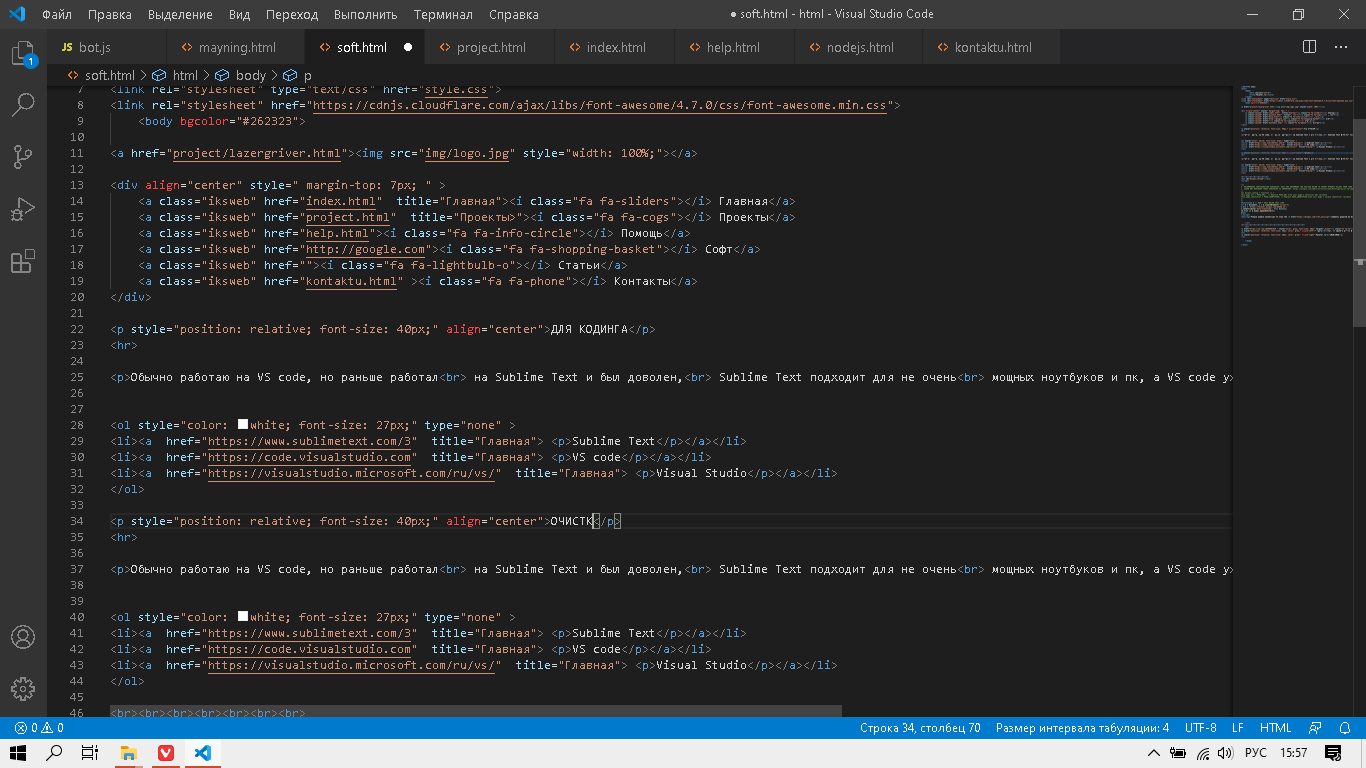 Файл Правка Выделение Вид Переход Выполнить Терминал Справка ● soft.html - html - Visual Studio Code
JS bot.js <> mayning.html <> soft.html ● <> project.html <> index.html <> help.html <> nodejs.html <> kontaktu.html ···
1
<> soft.html > html > body > p
7 <link rel="stylesheet" type="text/css" href="style.css">
8 <link rel="stylesheet" href="https://cdnjs.cloudflare.com/ajax/libs/font-awesome/4.7.0/css/font-awesome.min.css">
9 <body bgcolor="#262323">
10
11 <a href="project/lazergriver.html"><img src="img/logo.jpg" style="width: 100%;"></a>
12
13 <div align="center" style=" margin-top: 7px; " >
14 <a class="iksweb" href="index.html"  title="Главная"><i class="fa fa-sliders"></i> Главная</a>
15 <a class="iksweb" href="project.html"  title="Проекты>"><i class="fa fa-cogs"></i> Проекты</a>
16 <a class="iksweb" href="help.html"><i class="fa fa-info-circle"></i> Помощь</a>
17 <a class="iksweb" href="http://google.com"><i class="fa fa-shopping-basket"></i> Софт</a>
18 <a class="iksweb" href=""><i class="fa fa-lightbulb-o"></i> Статьи</a>
19 <a class="iksweb" href="kontaktu.html" ><i class="fa fa-phone"></i> Контакты</a>
20 </div>
21
22 <p style="position: relative; font-size: 40px;" align="center">ДЛЯ КОДИНГА</p>
23 <hr>
24
25 <p>Обычно работаю на VS code, но раньше работал<br> на Sublime Text и был доволен,<br> Sublime Text подходит для не очень<br> мощных ноутбуков и пк, а VS code у
26
27
28 <ol style="color: white; font-size: 27px;" type="none" >
29 <li><a  href="https://www.sublimetext.com/3"  title="Главная"> <p>Sublime Text</p></a></li>
30 <li><a  href="https://code.visualstudio.com"  title="Главная"> <p>VS code</p></a></li>
31 <li><a  href="https://visualstudio.microsoft.com/ru/vs/"  title="Главная"> <p>Visual Studio</p></a></li>
32 </ol>
33
34 <p style="position: relative; font-size: 40px;" align="center">ОЧИСТК</p>
35 <hr>
36
37 <p>Обычно работаю на VS code, но раньше работал<br> на Sublime Text и был доволен,<br> Sublime Text подходит для не очень<br> мощных ноутбуков и пк, а VS code у
38
39
40 <ol style="color: white; font-size: 27px;" type="none" >
41 <li><a  href="https://www.sublimetext.com/3"  title="Главная"> <p>Sublime Text</p></a></li>
42 <li><a  href="https://code.visualstudio.com"  title="Главная"> <p>VS code</p></a></li>
43 <li><a  href="https://visualstudio.microsoft.com/ru/vs/"  title="Главная"> <p>Visual Studio</p></a></li>
44 </ol>
45
46 <br><br><br><br><br><br><br>
0 0 Строка 34, столбец 70 Размер интервала табуляции: 4 UTF-8 LF HTML
РУС 15:57